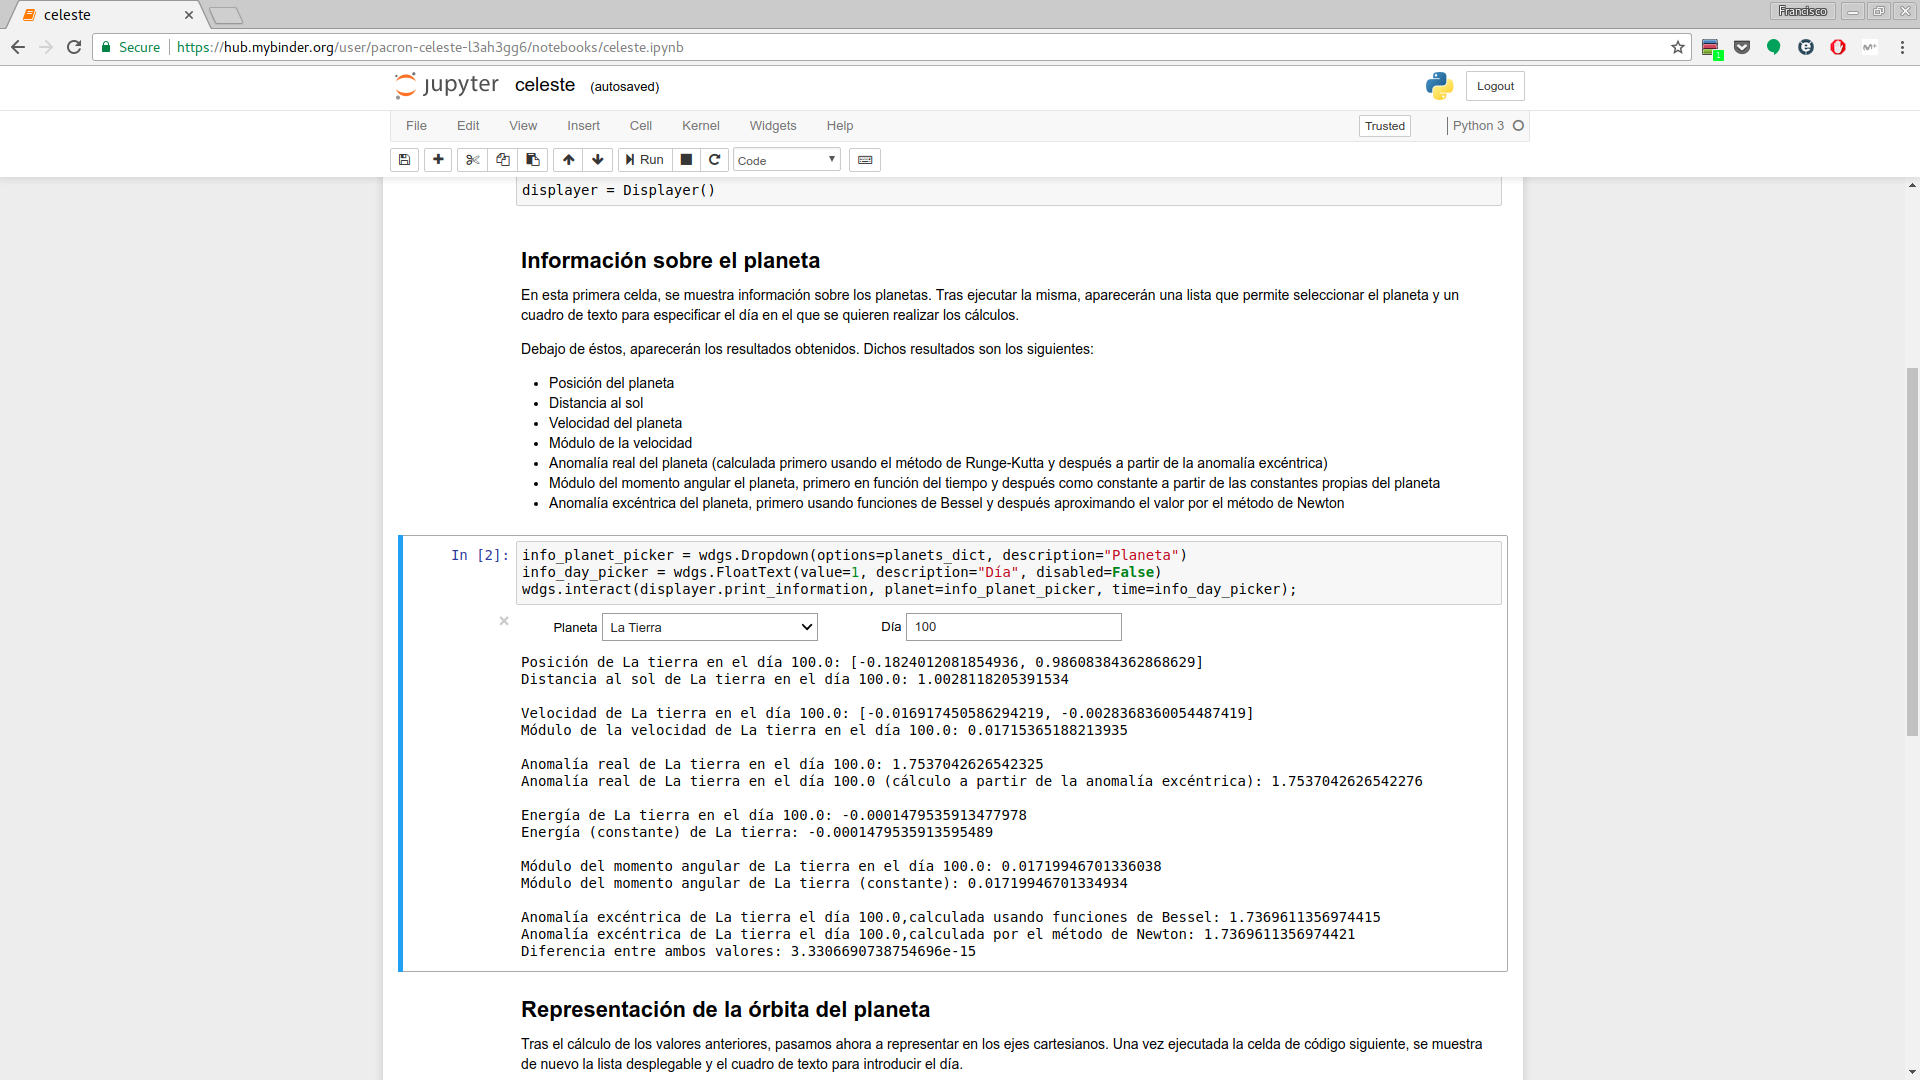 celeste
Francisco
Secure
https://hub.mybinder.org/user/pacron-celeste-l3ah3gg6/notebooks/celeste.ipynb
1
jupyter celeste (autosaved)
Logout
File Edit View Insert Cell Kernel Widgets Help
Trusted
Python 3
Run
Code
displayer = Displayer()
Información sobre el planeta
En esta primera celda, se muestra información sobre los planetas. Tras ejecutar la misma, aparecerán una lista que permite seleccionar el planeta y un
cuadro de texto para especificar el día en el que se quieren realizar los cálculos.
Debajo de éstos, aparecerán los resultados obtenidos. Dichos resultados son los siguientes:
• Posición del planeta
• Distancia al sol
• Velocidad del planeta
• Módulo de la velocidad
• Anomalía real del planeta (calculada primero usando el método de Runge-Kutta y después a partir de la anomalía excéntrica)
• Módulo del momento angular el planeta, primero en función del tiempo y después como constante a partir de las constantes propias del planeta
• Anomalía excéntrica del planeta, primero usando funciones de Bessel y después aproximando el valor por el método de Newton
In [2]: info_planet_picker = wdgs.Dropdown(options=planets_dict, description="Planeta")
info_day_picker = wdgs.FloatText(value=1, description="Día", disabled=False)
wdgs.interact(displayer.print_information, planet=info_planet_picker, time=info_day_picker);
Planeta La Tierra Día 100
Posición de La tierra en el día 100.0: [-0.1824012081854936, 0.98608384362868629]
Distancia al sol de La tierra en el día 100.0: 1.0028118205391534
Velocidad de La tierra en el día 100.0: [-0.016917450586294219, -0.0028368360054487419]
Módulo de la velocidad de La tierra en el día 100.0: 0.01715365188213935
Anomalía real de La tierra en el día 100.0: 1.7537042626542325
Anomalía real de La tierra en el día 100.0 (cálculo a partir de la anomalía excéntrica): 1.7537042626542276
Energía de La tierra en el día 100.0: -0.0001479535913477978
Energía (constante) de La tierra: -0.0001479535913595489
Módulo del momento angular de La tierra en el día 100.0: 0.01719946701336038
Módulo del momento angular de La tierra (constante): 0.01719946701334934
Anomalía excéntrica de La tierra el día 100.0,calculada usando funciones de Bessel: 1.7369611356974415
Anomalía excéntrica de La tierra el día 100.0,calculada por el método de Newton: 1.7369611356974421
Diferencia entre ambos valores: 3.3306690738754696e-15
Representación de la órbita del planeta
Tras el cálculo de los valores anteriores, pasamos ahora a representar en los ejes cartesianos. Una vez ejecutada la celda de código siguiente, se muestra
de nuevo la lista desplegable y el cuadro de texto para introducir el día.